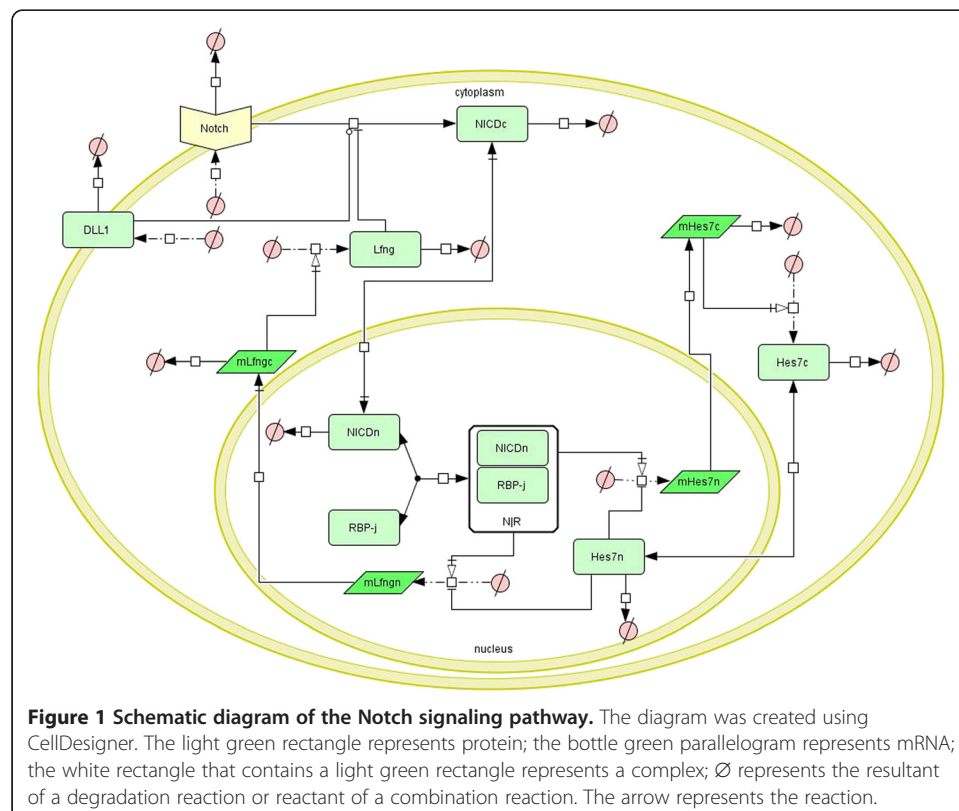 cytoplasm
Notch
NICDc
DLL1
Lfng
mHes7c
mLfngc
Hes7c
NICDn
NICDn
RBP-j
mHes7n
RBP-j
NJR
Hes7n
mLfngn
nucleus
Figure 1 Schematic diagram of the Notch signaling pathway. The diagram was created using
CellDesigner. The light green rectangle represents protein; the bottle green parallelogram represents mRNA;
the white rectangle that contains a light green rectangle represents a complex; Ø represents the resultant
of a degradation reaction or reactant of a combination reaction. The arrow represents the reaction.